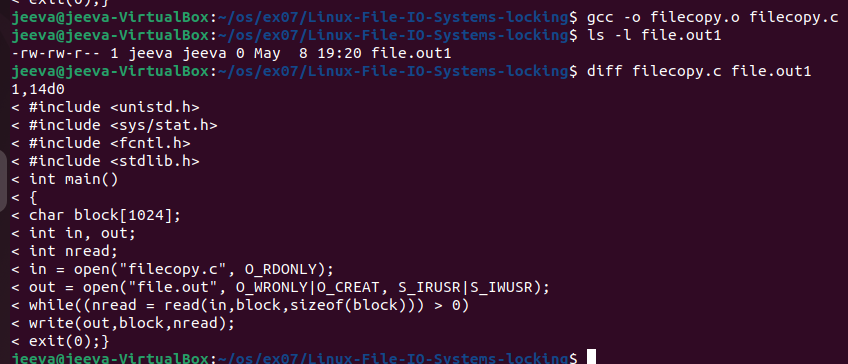 < exit(0);}
jeeva@jeeva-VirtualBox:~/os/ex07/Linux-File-IO-Systems-locking$ gcc -o filecopy.o filecopy.c
jeeva@jeeva-VirtualBox:~/os/ex07/Linux-File-IO-Systems-locking$ ls -l file.out1
-rw-rw-r-- 1 jeeva jeeva 0 May  8 19:20 file.out1
jeeva@jeeva-VirtualBox:~/os/ex07/Linux-File-IO-Systems-locking$ diff filecopy.c file.out1
1,14d0
< #include <unistd.h>
< #include <sys/stat.h>
< #include <fcntl.h>
< #include <stdlib.h>
< int main()
< {
< char block[1024];
< int in, out;
< int nread;
< in = open("filecopy.c", O_RDONLY);
< out = open("file.out", O_WRONLY|O_CREAT, S_IRUSR|S_IWUSR);
< while((nread = read(in,block,sizeof(block))) > 0)
< write(out,block,nread);
< exit(0);}
jeeva@jeeva-VirtualBox:~/os/ex07/Linux-File-IO-Systems-locking$